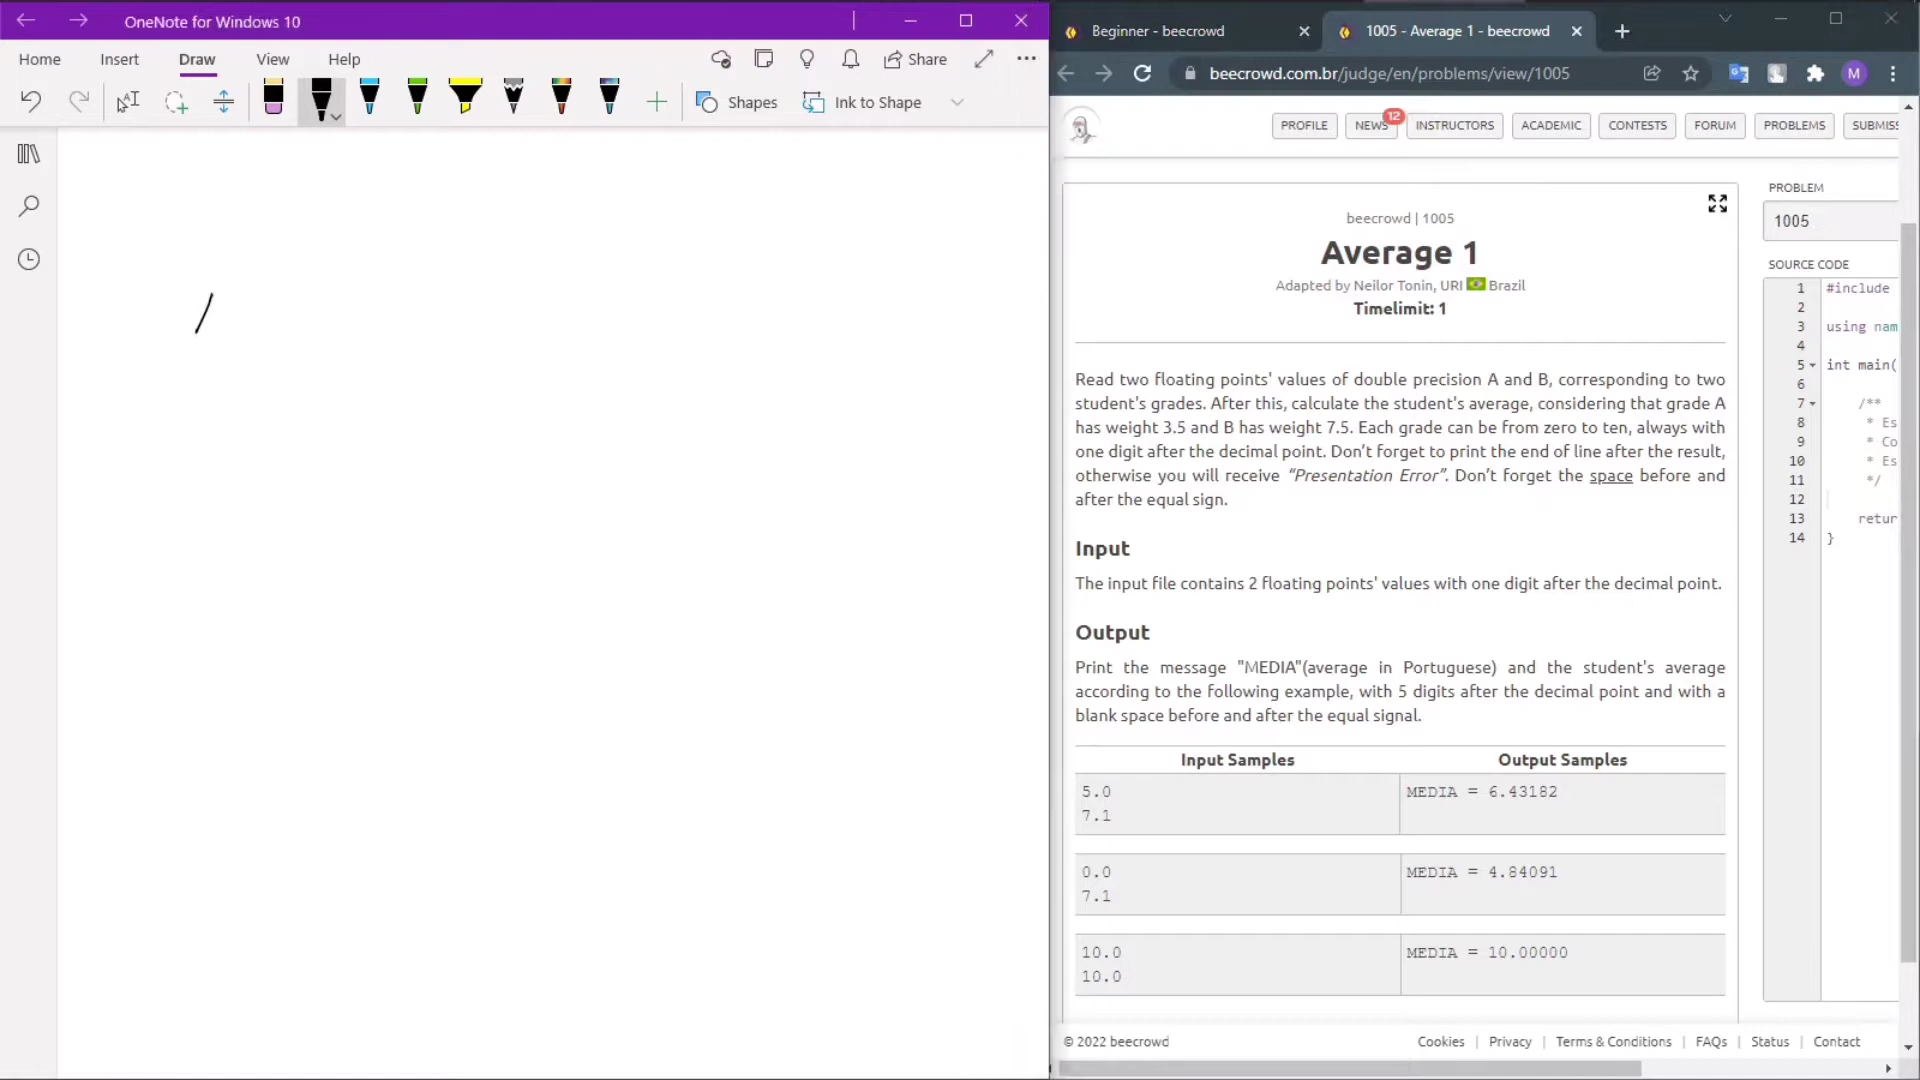 OneNote for Windows 10
Home Insert Draw View Help Share
Shapes Ink to Shape
Beginner - beecrowd
1005 - Average 1 - beecrowd
beecrowd.com.br/judge/en/problems/view/1005
M
PROFILE NEWS 12 INSTRUCTORS ACADEMIC CONTESTS FORUM PROBLEMS SUBMISS
beecrowd | 1005
Average 1
Adapted by Neilor Tonin, URI Brazil
Timelimit: 1
Read two floating points' values of double precision A and B, corresponding to two
student's grades. After this, calculate the student's average, considering that grade A
has weight 3.5 and B has weight 7.5. Each grade can be from zero to ten, always with
one digit after the decimal point. Don’t forget to print the end of line after the result,
otherwise you will receive “Presentation Error”. Don’t forget the space before and
after the equal sign.
Input
The input file contains 2 floating points' values with one digit after the decimal point.
Output
Print the message "MEDIA"(average in Portuguese) and the student's average
according to the following example, with 5 digits after the decimal point and with a
blank space before and after the equal signal.
Input Samples Output Samples
5.0 MEDIA = 6.43182
7.1
0.0 MEDIA = 4.84091
7.1
10.0 MEDIA = 10.00000
10.0
PROBLEM
1005
SOURCE CODE
1 #include
2
3 using nam
4
5 int main(
6
7 /**
8 * Es
9 * Co
10 * Es
11 */
12
13 retur
14 }
© 2022 beecrowd
Cookies | Privacy | Terms & Conditions | FAQs | Status | Contact